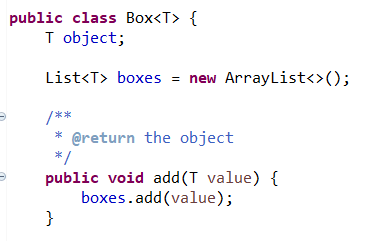 public class Box<T> {
T object;
List<T> boxes = new ArrayList<>();
/**
* @return the object
*/
public void add(T value) {
boxes.add(value);
}